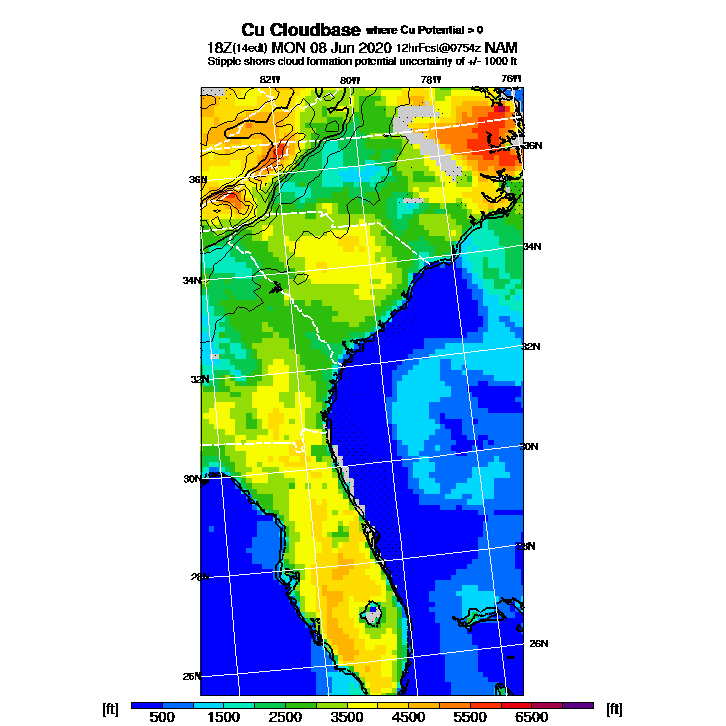 Cu Cloudbase where Cu Potential > 0
18Z(14edt) MON 08 Jun 2020 12hrFcst@0754z NAM
Stipple shows cloud formation potential uncertainty of +/- 1000 ft
82W 80W 78W 76W
36N
36N
34N
34N
32N
32N
30N
30N
28N
28N
26N
26N
[ft] 500 1500 2500 3500 4500 5500 6500 [ft]